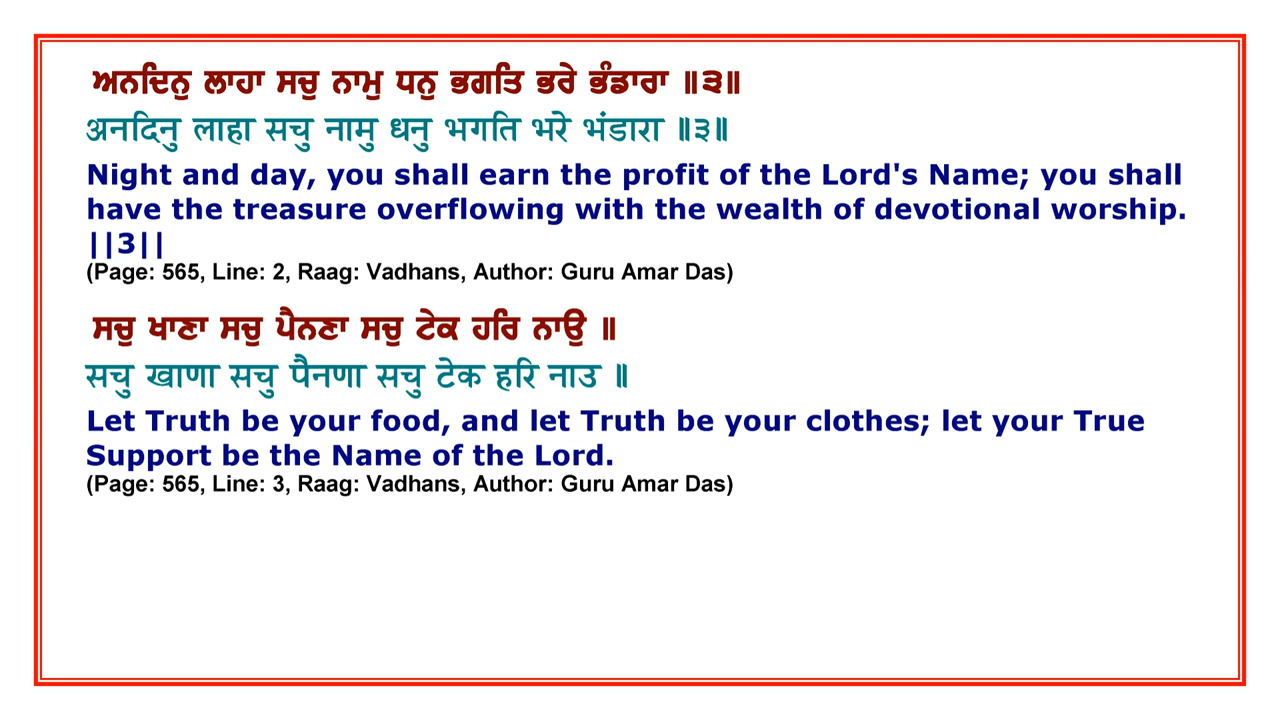 ਅਨਦਿਨੁ ਲਾਹਾ ਸਚੁ ਨਾਮੁ ਧਨੁ ਭਗਤਿ ਭਰੇ ਭੰਡਾਰਾ ॥੩॥
अनदिनु लाहा सचु नामु धनु भगति भरे भंडारा ॥३॥
Night and day, you shall earn the profit of the Lord's Name; you shall
have the treasure overflowing with the wealth of devotional worship.
||3||
(Page: 565, Line: 2, Raag: Vadhans, Author: Guru Amar Das)
ਸਚੁ ਖਾਣਾ ਸਚੁ ਪੈਨਣਾ ਸਚੁ ਟੇਕ ਹਰਿ ਨਾਉ ॥
सचु खाणा सचु पैनणा सचु टेक हरि नाउ ॥
Let Truth be your food, and let Truth be your clothes; let your True
Support be the Name of the Lord.
(Page: 565, Line: 3, Raag: Vadhans, Author: Guru Amar Das)